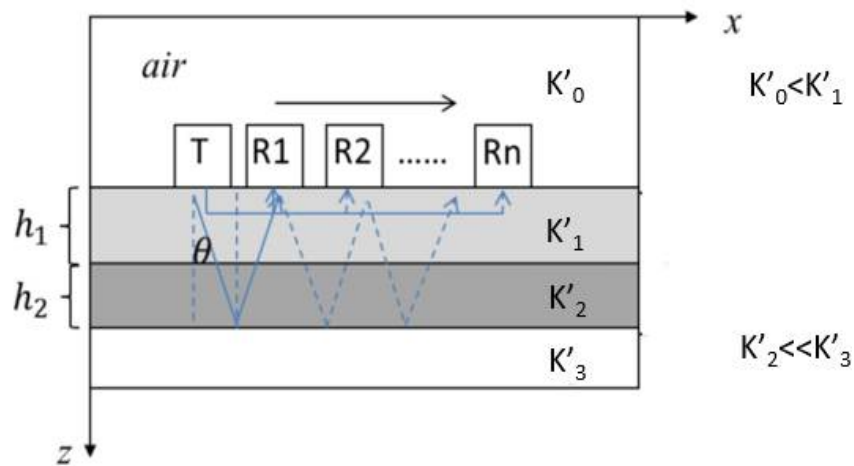 x
air
K'₀ K'₀<K'₁
T R1 R2 ...... Rn
h₁ K'₁
θ
h₂ K'₂
K'₃ K'₂<<K'₃
z